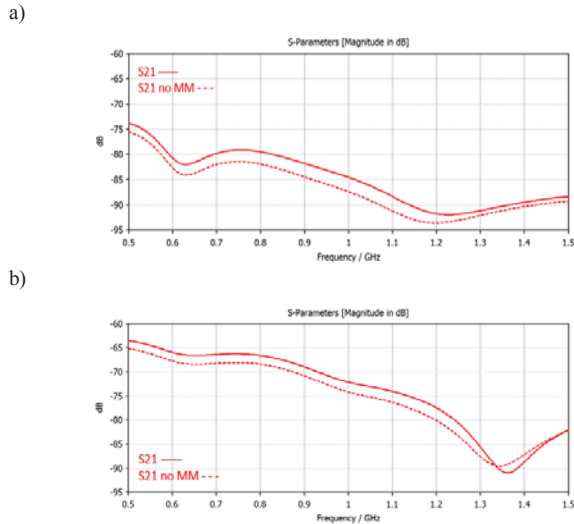 a)
S-Parameters [Magnitude in dB]
-60
-65
-70
-75
-80
-85
-90
-95
dB
S21
S21 no MM
0.5 0.6 0.7 0.8 0.9 1 1.1 1.2 1.3 1.4 1.5
Frequency / GHz
b)
S-Parameters [Magnitude in dB]
-60
-65
-70
-75
-80
-85
-90
-95
dB
S21
S21 no MM
0.5 0.6 0.7 0.8 0.9 1 1.1 1.2 1.3 1.4 1.5
Frequency / GHz